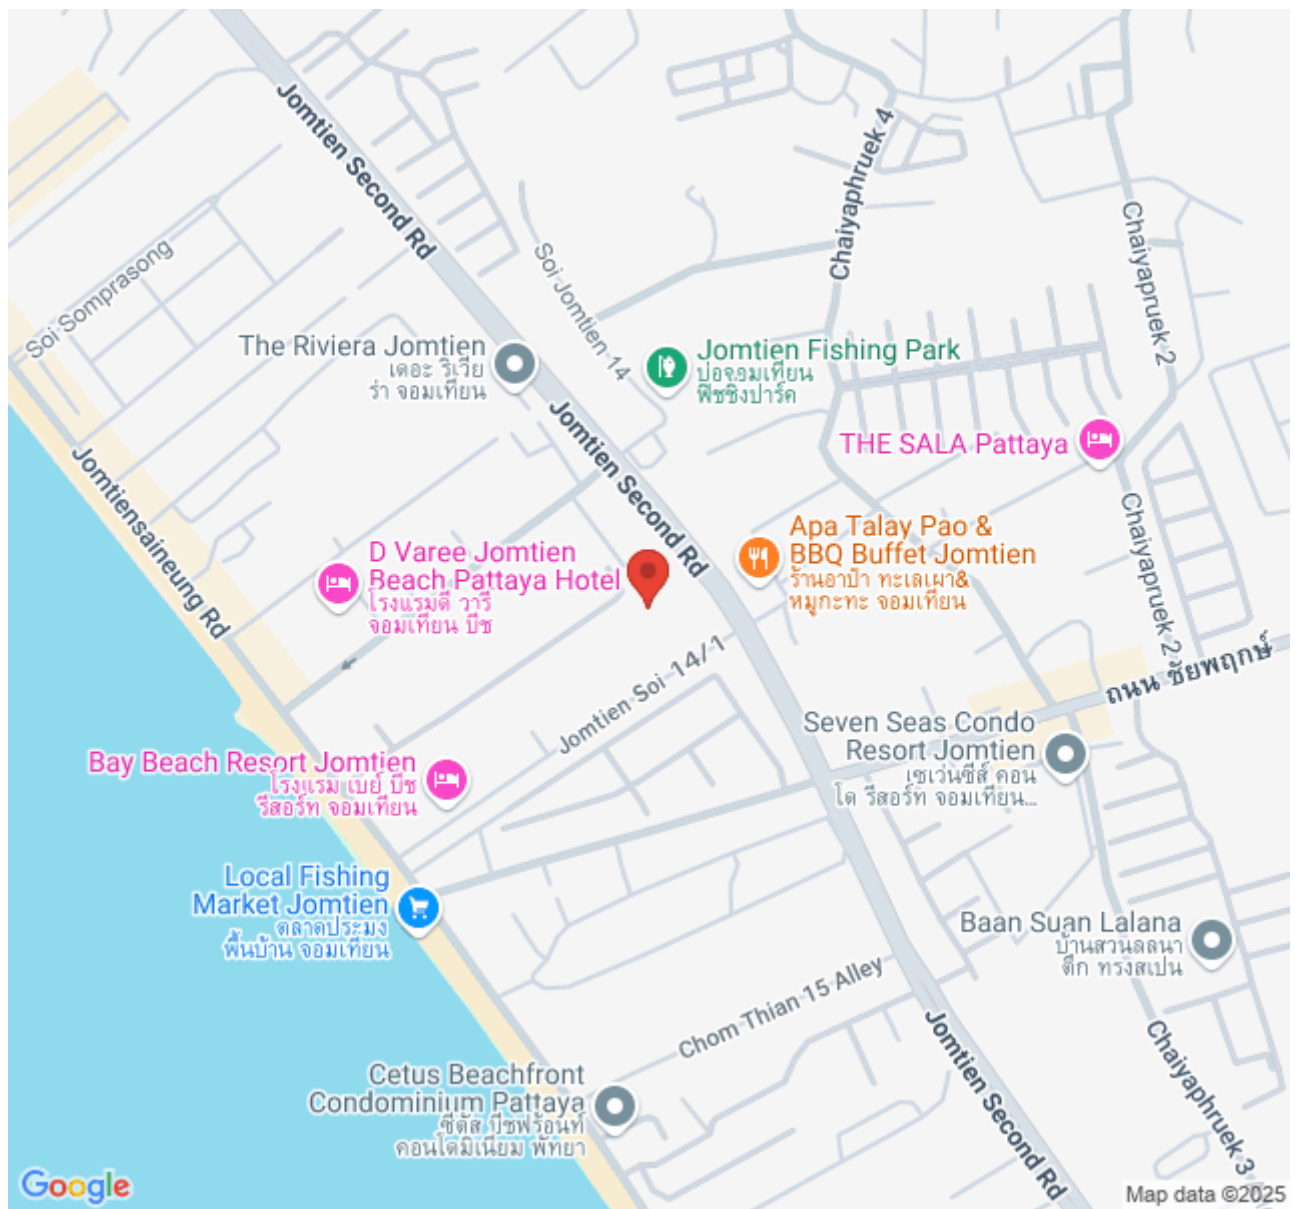 Jomtien Second Rd
Chaiyaphruek 4
Chaiyapruek 2
Soi Somprasong
Soi Jomtien 14
The Riviera Jomtien
เดอะ ริเวีย
ร่า จอมเทียน
Jomtien Fishing Park
บ่อจอมเทียน
ฟิชชิ่งปาร์ค
THE SALA Pattaya
Jomtien Second Rd
Jomtiensaineung Rd
Chaiyapruek 2
Apa Talay Pao &
BBQ Buffet Jomtien
ร้านอาป๋า ทะเลเผา&
หมูกะทะ จอมเทียน
D Varee Jomtien
Beach Pattaya Hotel
โรงแรมดี วารี
จอมเทียน บีช
Jomtien Soi 14/1
ถนน ชัยพฤกษ์
Seven Seas Condo
Resort Jomtien
เซเว่นซีส์ คอน
โด รีสอร์ท จอมเทียน...
Bay Beach Resort Jomtien
โรงแรม เบย์ บีช
รีสอร์ท จอมเทียน
Local Fishing
Market Jomtien
ตลาดประมง
พื้นบ้าน จอมเทียน
Baan Suan Lalana
บ้านสวนลลนา
ตึก ทรงสเปน
Chom Thian 15 Alley
Jomtien Second Rd
Chaiyaphruek 3
Cetus Beachfront
Condominium Pattaya
ซีตัส บีชฟร้อนท์
คอนโดมิเนียม พัทยา
Google
Map data ©2025